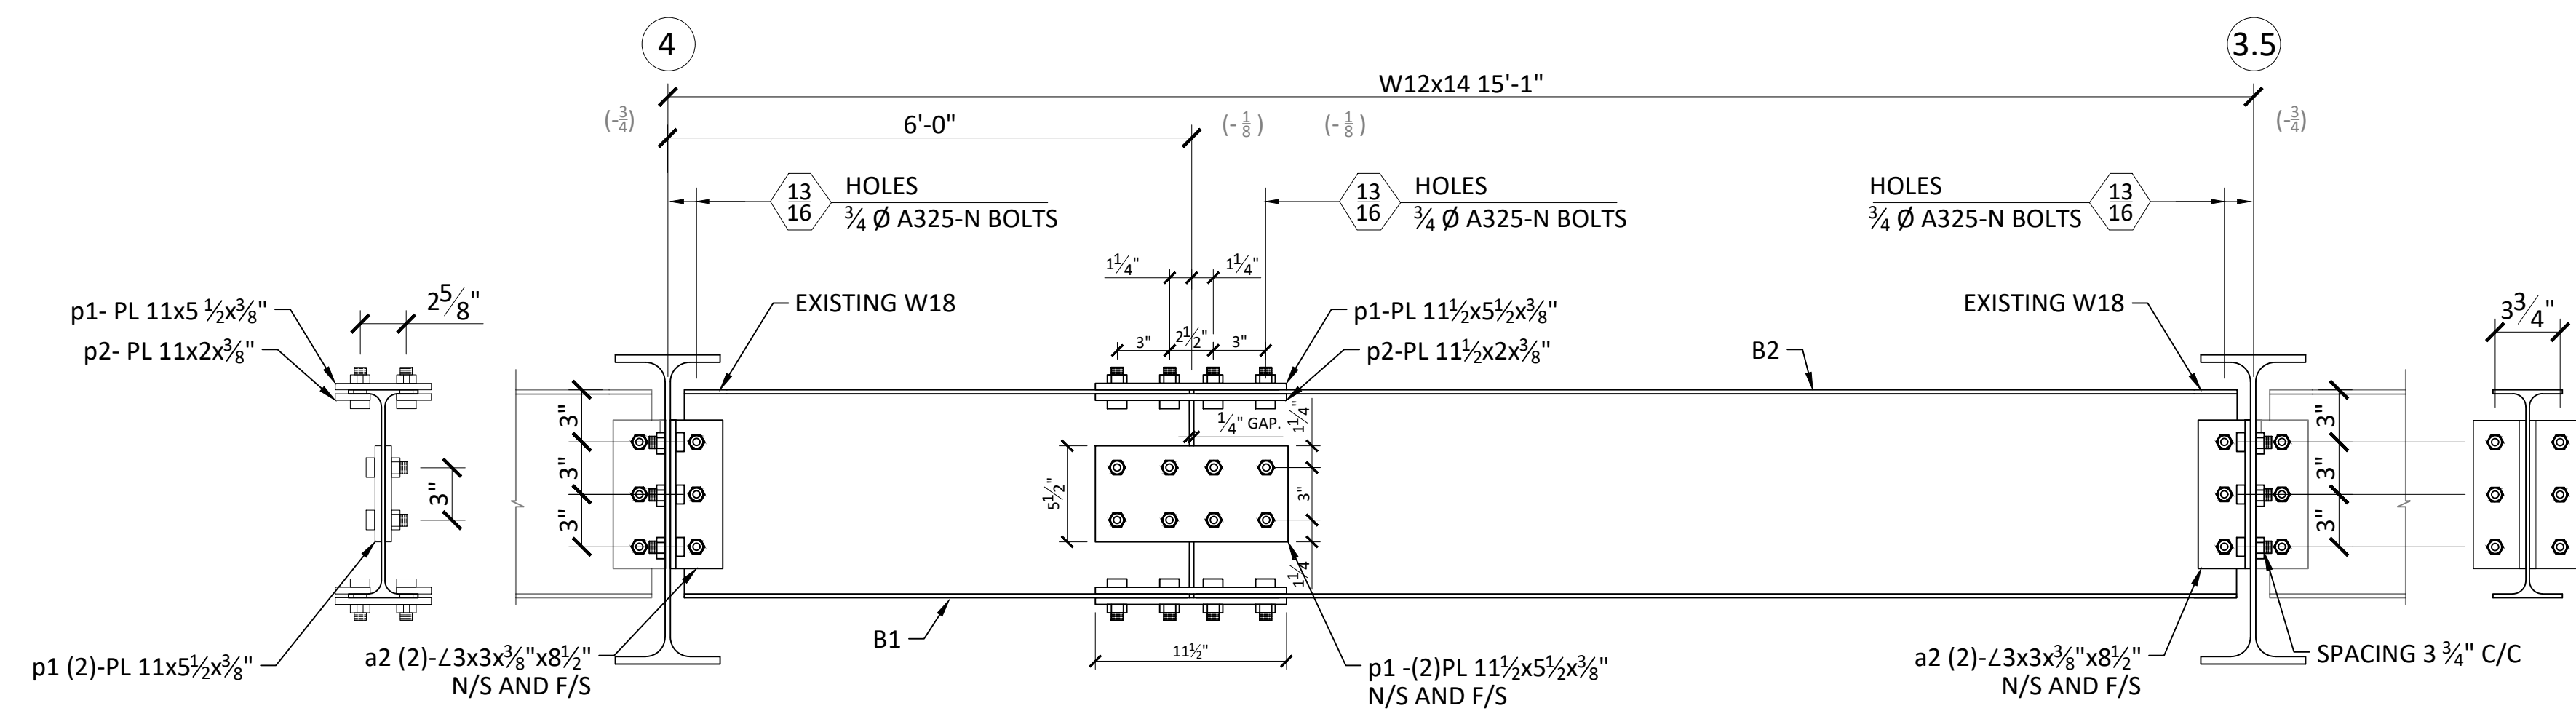 4
3.5
W12x14 15'-1"
(-3/4)
6'-0"
(- 1/8 )
(- 1/8 )
(-3/4)
13/16
HOLES
3/4 Ø A325-N BOLTS
13/16
HOLES
3/4 Ø A325-N BOLTS
HOLES
3/4 Ø A325-N BOLTS
13/16
1 1/4"
1 1/4"
p1- PL 11x5 1/2x3/8"
p2- PL 11x2x3/8"
2 5/8"
EXISTING W18
3"
2 1/2"
3"
p1-PL 11 1/2x5 1/2x3/8"
p2-PL 11 1/2x2x3/8"
B2
EXISTING W18
3 3/4"
3"
3"
3"
3"
1/4" GAP.
1 1/4"
5 1/2"
3"
1 1/4"
3"
3"
3"
B1
11 1/2"
p1 (2)-PL 11x5 1/2x3/8"
a2 (2)-∠3x3x3/8"x8 1/2"
N/S AND F/S
p1 -(2)PL 11 1/2x5 1/2x3/8"
N/S AND F/S
a2 (2)-∠3x3x3/8"x8 1/2"
N/S AND F/S
SPACING 3 3/4" C/C